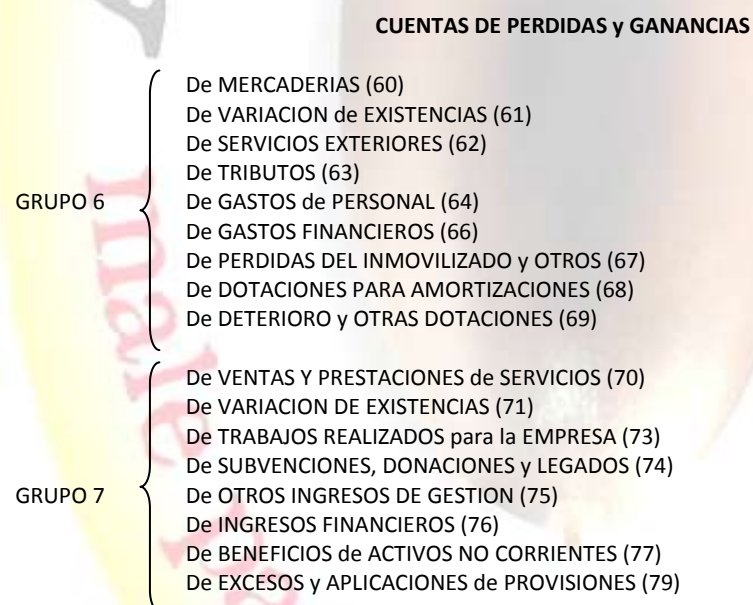 CUENTAS DE PERDIDAS y GANANCIAS
GRUPO 6
De MERCADERIAS (60)
De VARIACION de EXISTENCIAS (61)
De SERVICIOS EXTERIORES (62)
De TRIBUTOS (63)
De GASTOS de PERSONAL (64)
De GASTOS FINANCIEROS (66)
De PERDIDAS DEL INMOVILIZADO y OTROS (67)
De DOTACIONES PARA AMORTIZACIONES (68)
De DETERIORO y OTRAS DOTACIONES (69)
GRUPO 7
De VENTAS Y PRESTACIONES de SERVICIOS (70)
De VARIACION DE EXISTENCIAS (71)
De TRABAJOS REALIZADOS para la EMPRESA (73)
De SUBVENCIONES, DONACIONES y LEGADOS (74)
De OTROS INGRESOS DE GESTION (75)
De INGRESOS FINANCIEROS (76)
De BENEFICIOS de ACTIVOS NO CORRIENTES (77)
De EXCESOS y APLICACIONES de PROVISIONES (79)
male